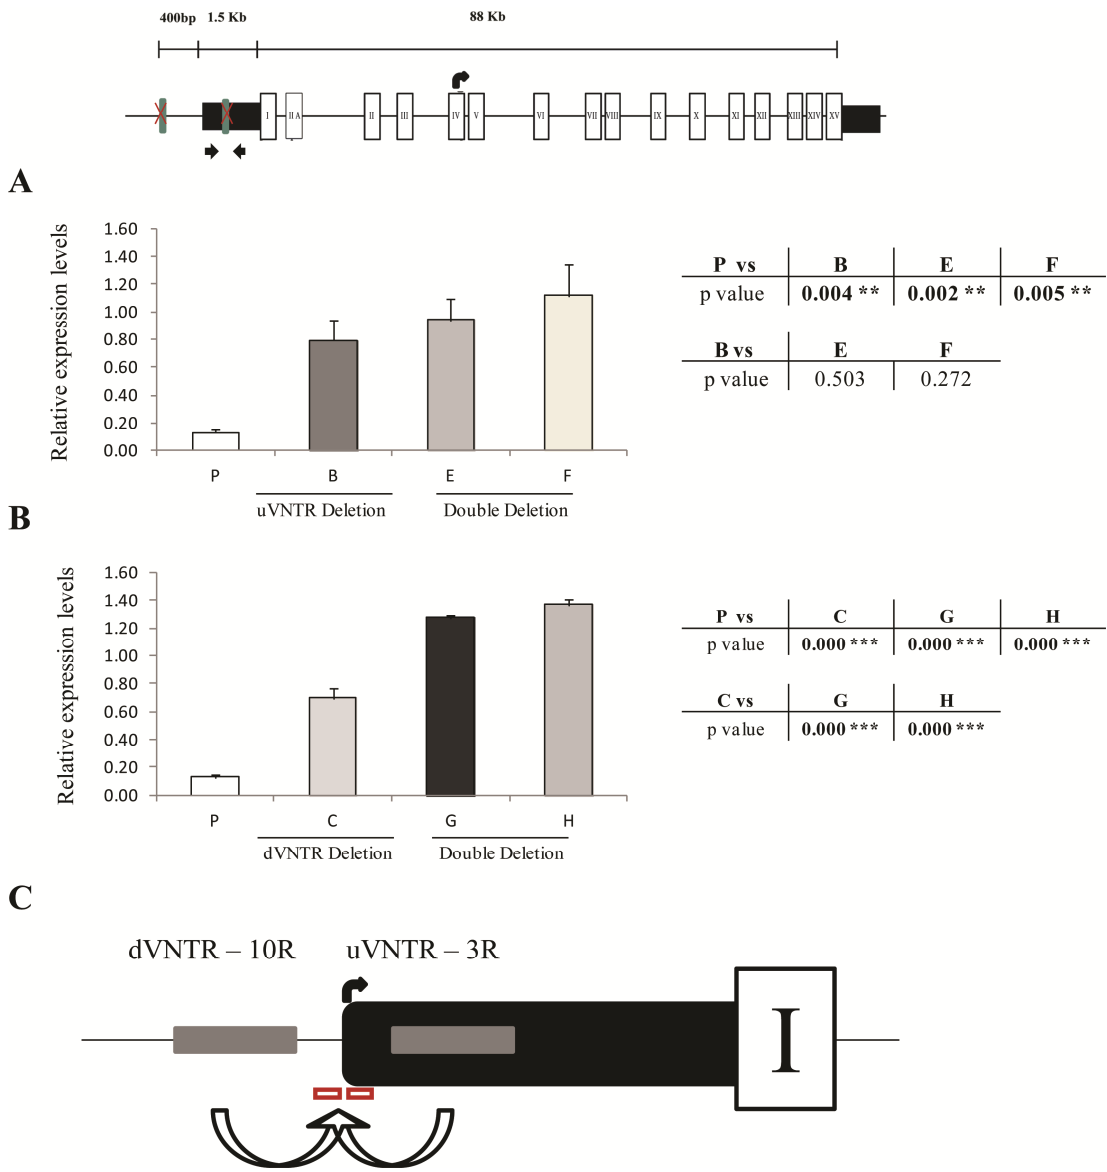 400bp 1.5 Kb 88 Kb
I II A II III IV V VI VII VIII IX X XI XII XIII XIV XV
A
Relative expression levels
1.60
1.40
1.20
1.00
0.80
0.60
0.40
0.20
0.00
P B E F
uVNTR Deletion Double Deletion
P vs B E F
p value 0.004 ** 0.002 ** 0.005 **
B vs E F
p value 0.503 0.272
B
Relative expression levels
1.60
1.40
1.20
1.00
0.80
0.60
0.40
0.20
0.00
P C G H
dVNTR Deletion Double Deletion
P vs C G H
p value 0.000 *** 0.000 *** 0.000 ***
C vs G H
p value 0.000 *** 0.000 ***
C
dVNTR – 10R uVNTR – 3R
I